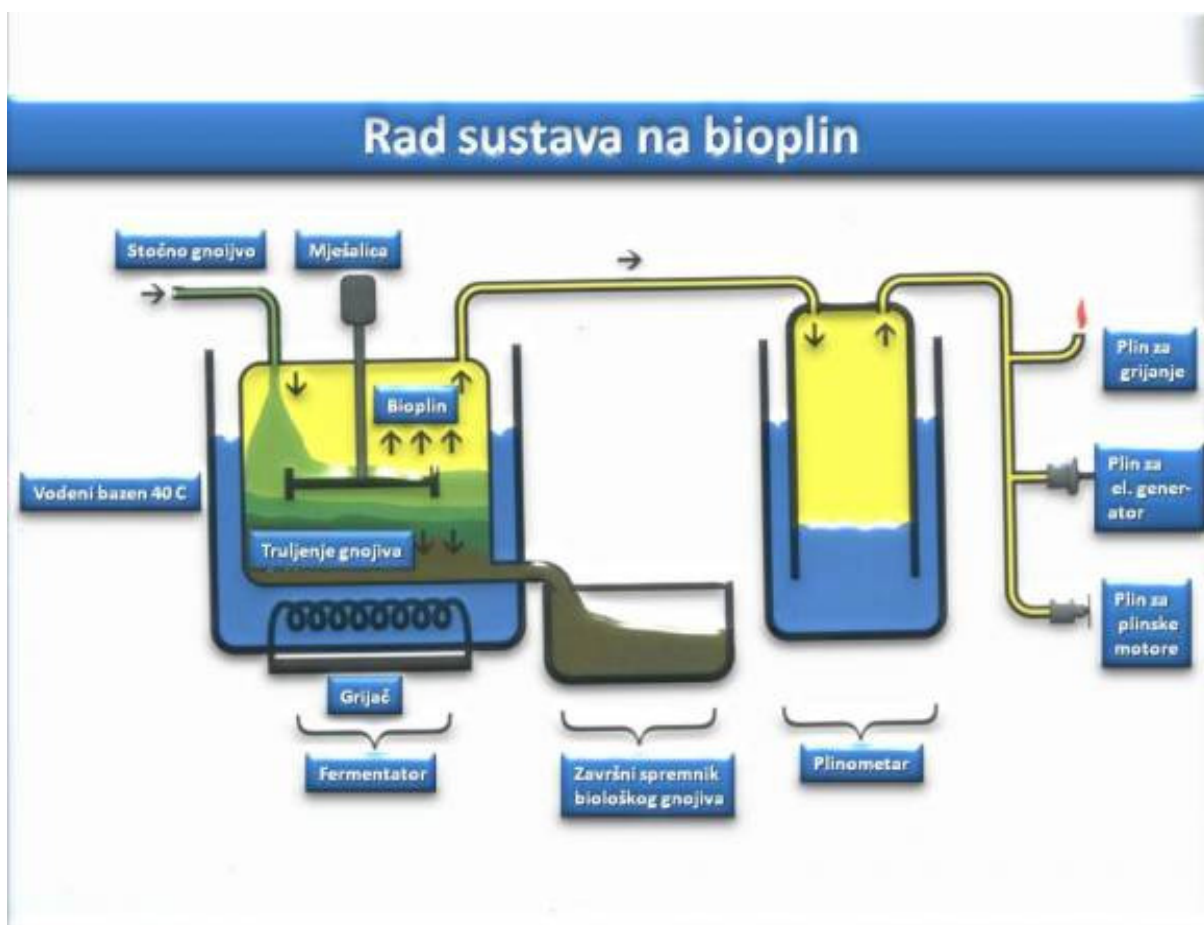 Rad sustava na bioplin
Stočno gnoijvo
Mješalica
Bioplin
Plin za
grijanje
Vodeni bazen 40 C
Plin za
el. gener-
ator
Truljenje gnojiva
Plin za
plinske
motore
Grijač
Fermentator
Završni spremnik
biološkog gnojiva
Plinometar